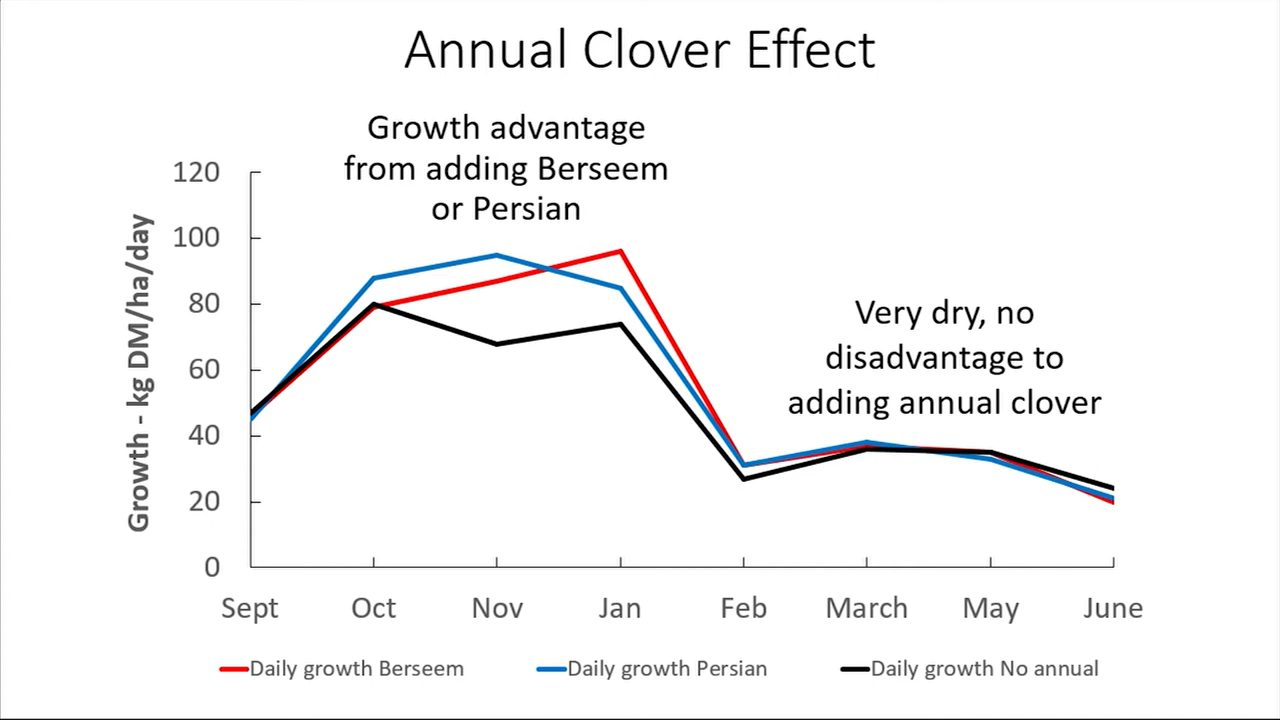 Annual Clover Effect
Growth advantage
from adding Berseem
or Persian
Very dry, no
disadvantage to
adding annual clover
Growth - kg DM/ha/day
120
100
80
60
40
20
0
Sept Oct Nov Jan Feb March May June
Daily growth Berseem Daily growth Persian Daily growth No annual